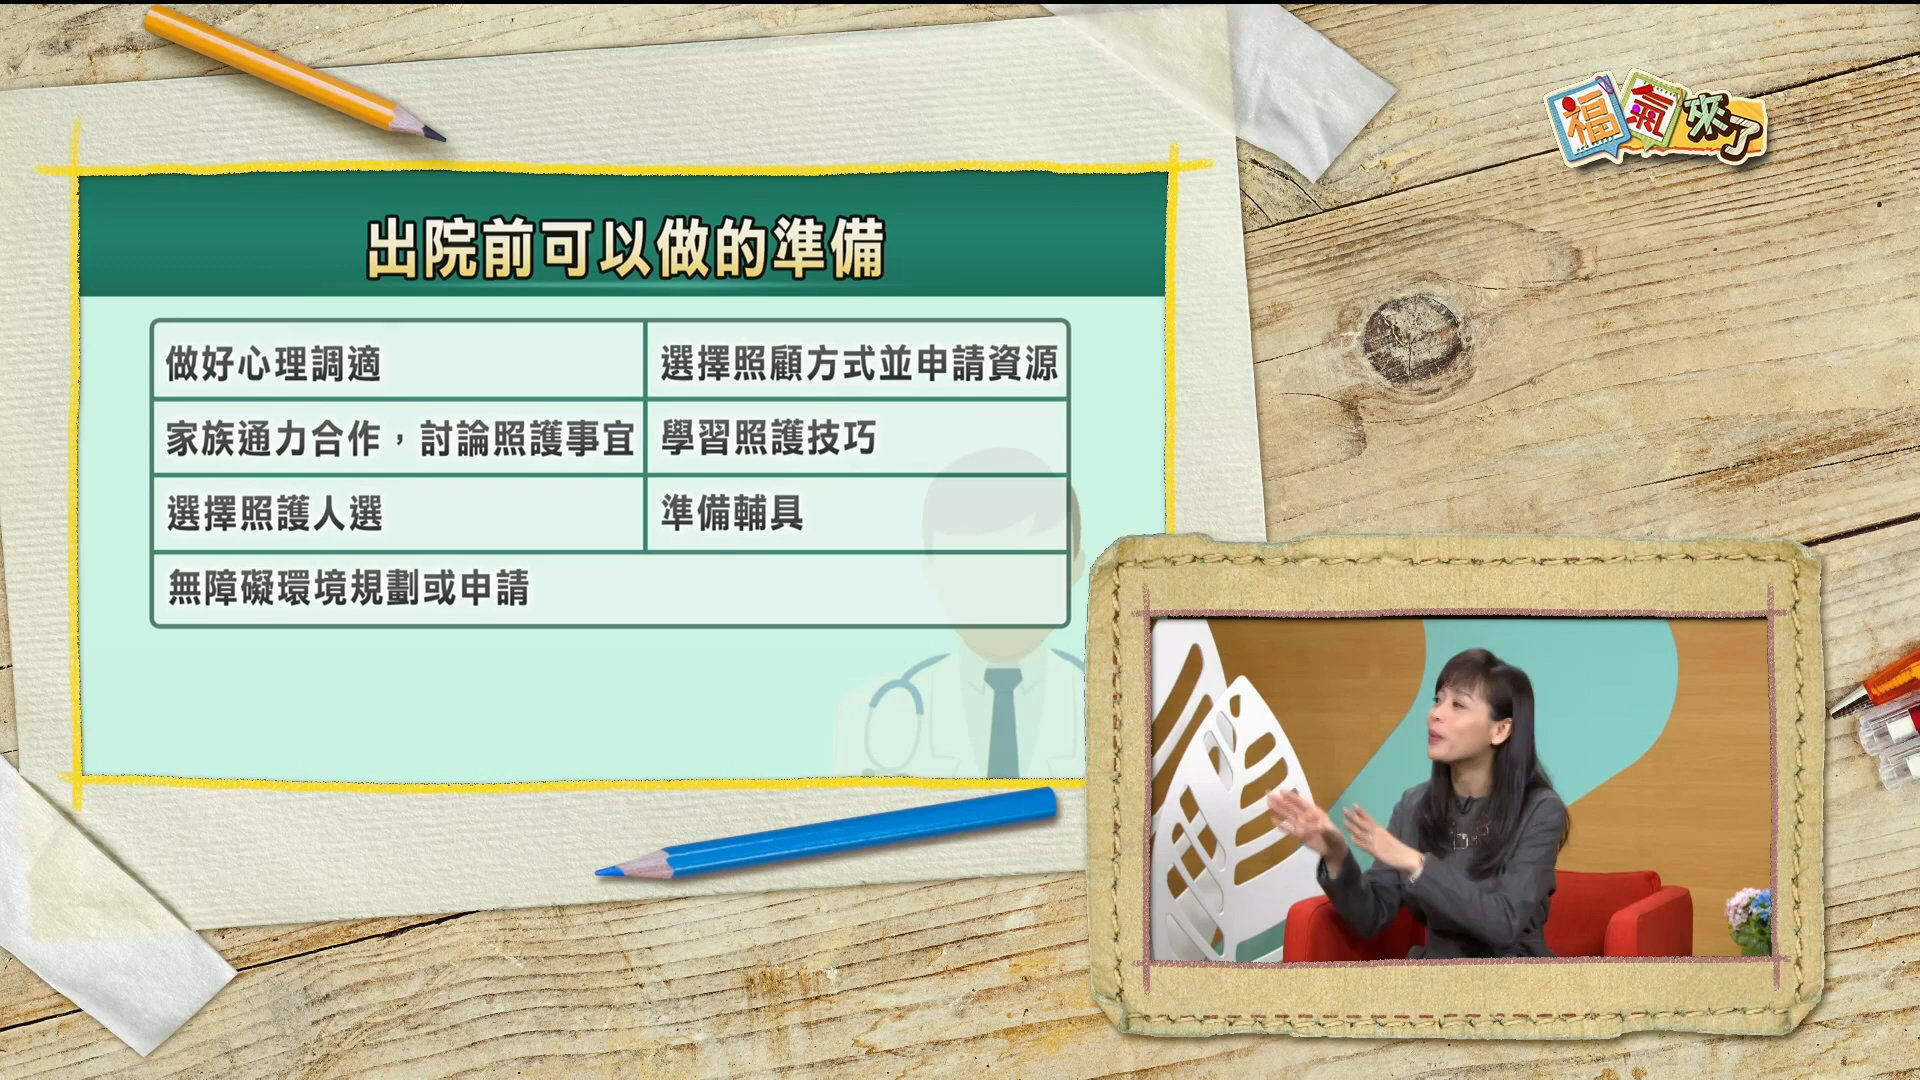 福氣來了
出院前可以做的準備
做好心理調適
選擇照顧方式並申請資源
家族通力合作，討論照護事宜
學習照護技巧
選擇照護人選
準備輔具
無障礙環境規劃或申請